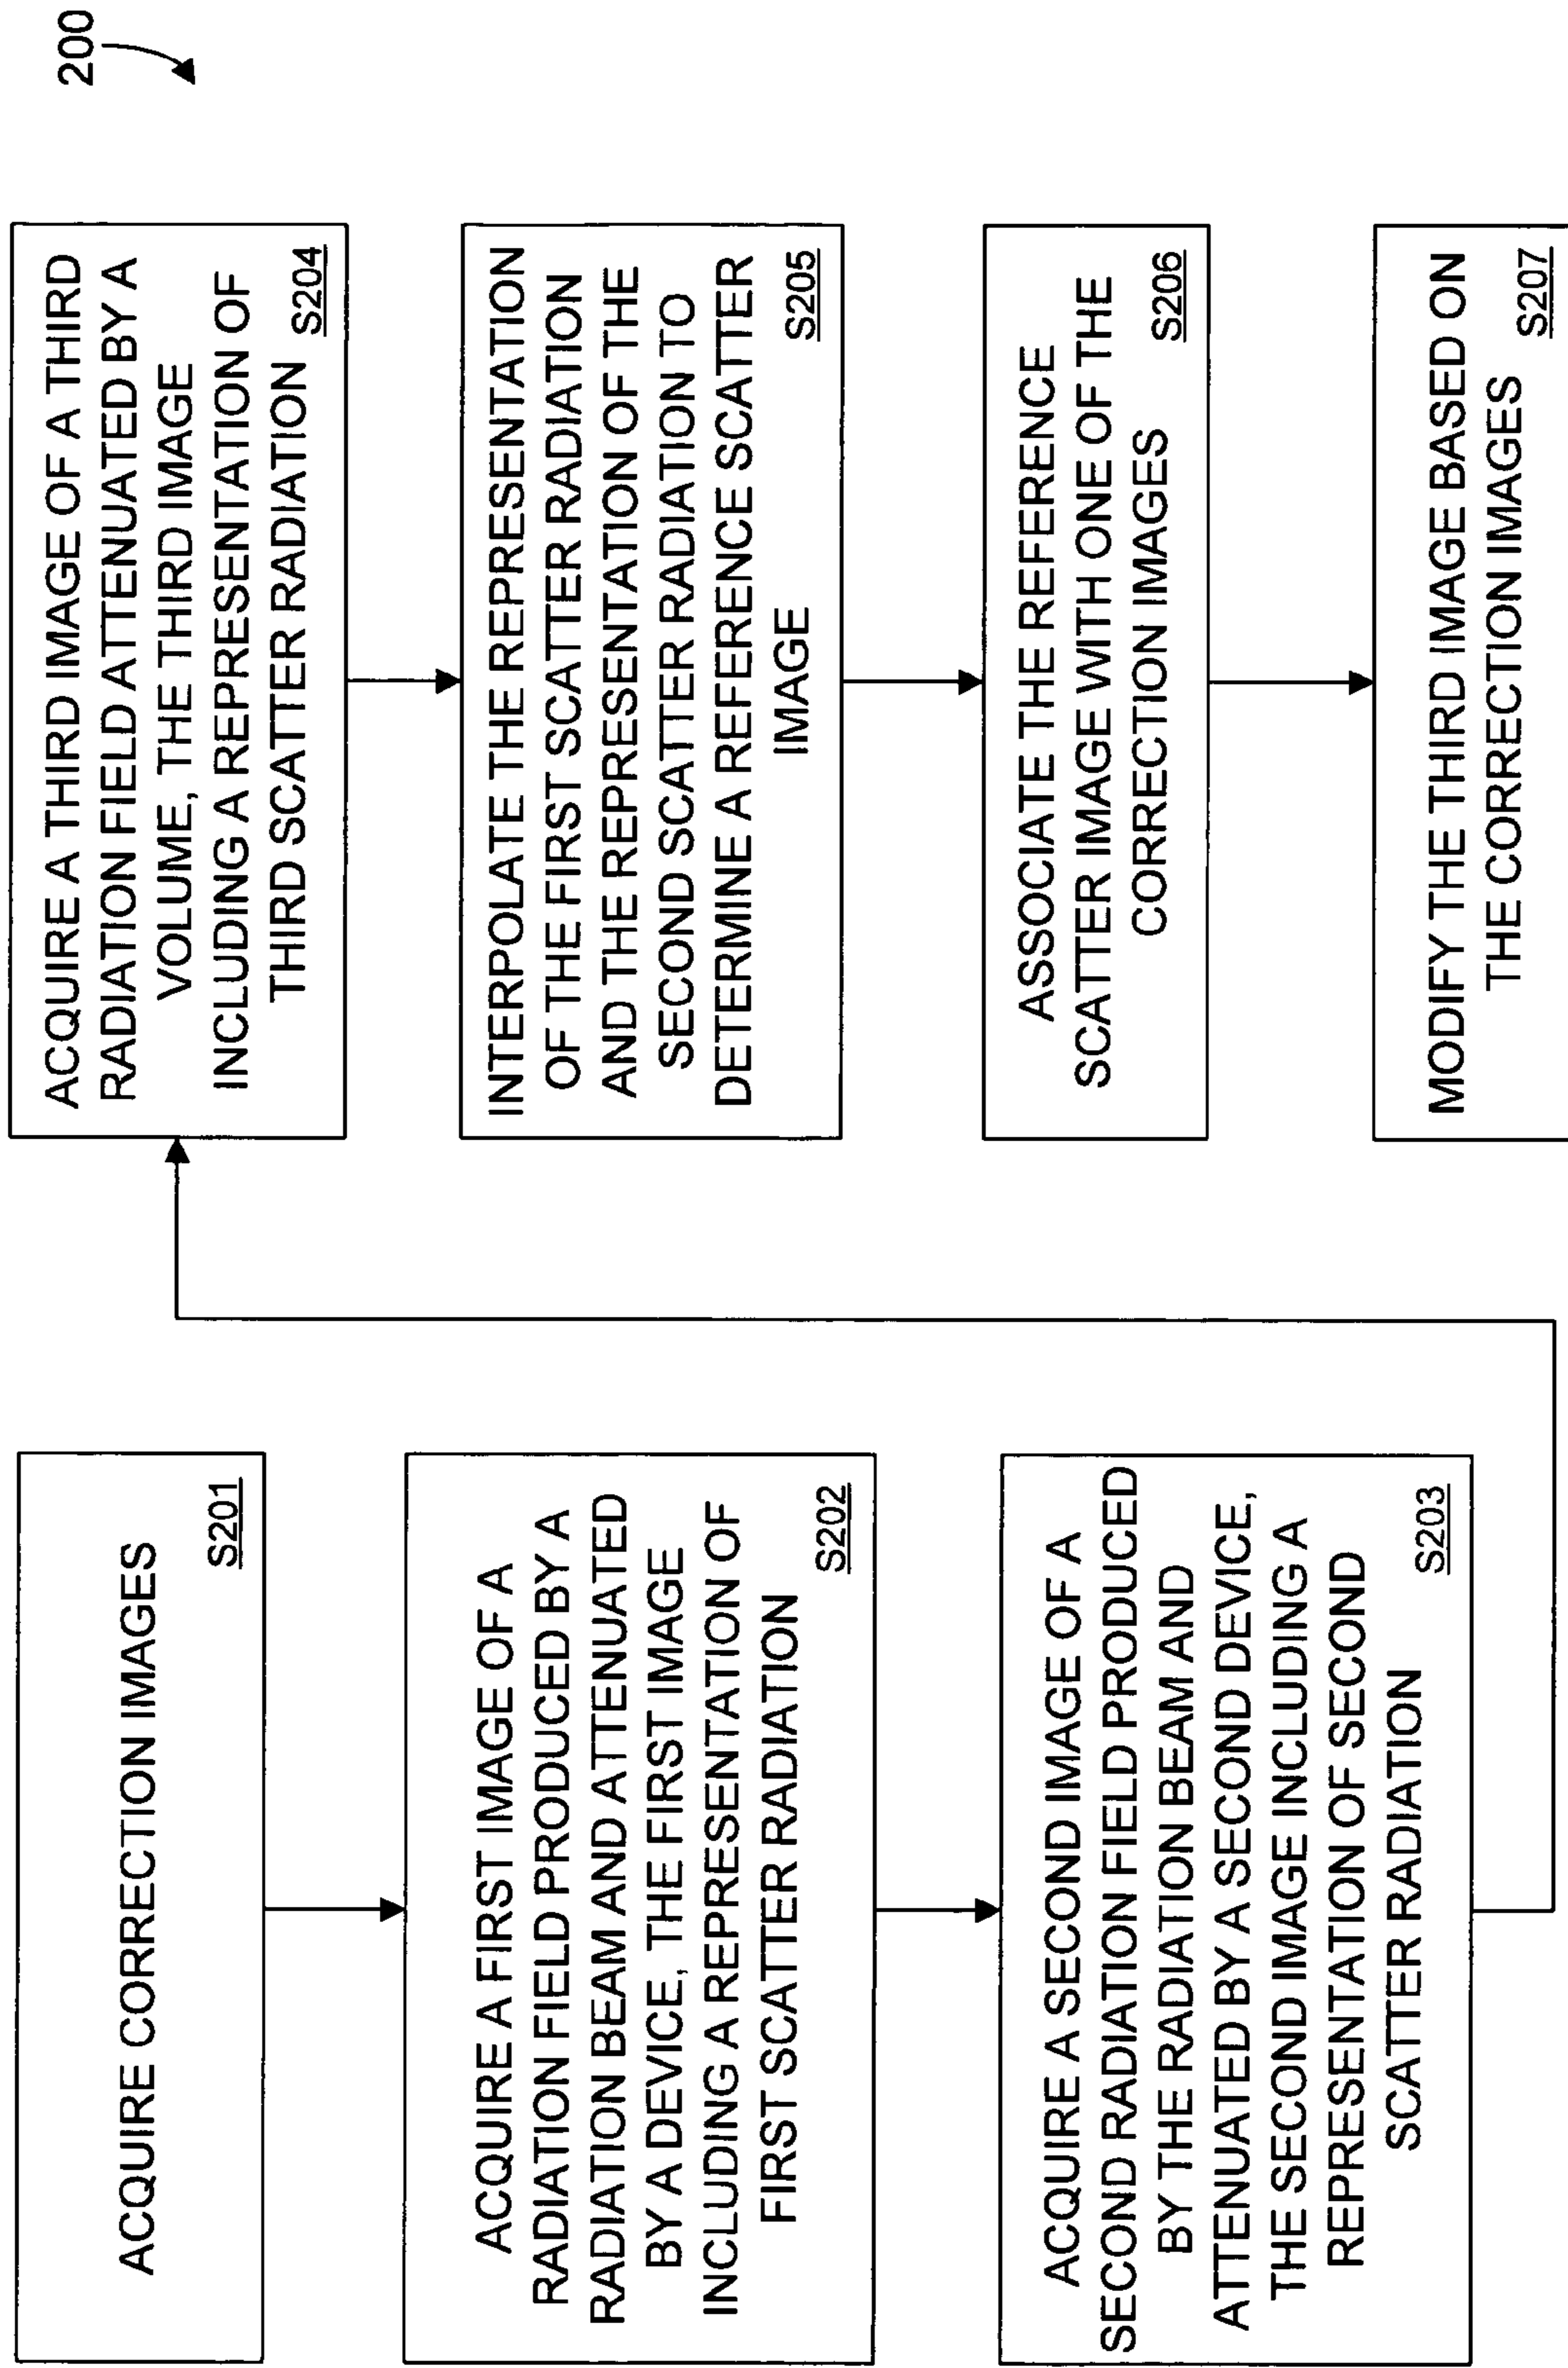 200
ACQUIRE CORRECTION IMAGES
S201
ACQUIRE A FIRST IMAGE OF A
RADIATION FIELD PRODUCED BY A
RADIATION BEAM AND ATTENUATED
BY A DEVICE, THE FIRST IMAGE
INCLUDING A REPRESENTATION OF
FIRST SCATTER RADIATION
S202
ACQUIRE A SECOND IMAGE OF A
SECOND RADIATION FIELD PRODUCED
BY THE RADIATION BEAM AND
ATTENUATED BY A SECOND DEVICE,
THE SECOND IMAGE INCLUDING A
REPRESENTATION OF SECOND
SCATTER RADIATION
S203
ACQUIRE A THIRD IMAGE OF A THIRD
RADIATION FIELD ATTENUATED BY A
VOLUME, THE THIRD IMAGE
INCLUDING A REPRESENTATION OF
THIRD SCATTER RADIATION
S204
INTERPOLATE THE REPRESENTATION
OF THE FIRST SCATTER RADIATION
AND THE REPRESENTATION OF THE
SECOND SCATTER RADIATION TO
DETERMINE A REFERENCE SCATTER
IMAGE
S205
ASSOCIATE THE REFERENCE
SCATTER IMAGE WITH ONE OF THE
CORRECTION IMAGES
S206
MODIFY THE THIRD IMAGE BASED ON
THE CORRECTION IMAGES
S207